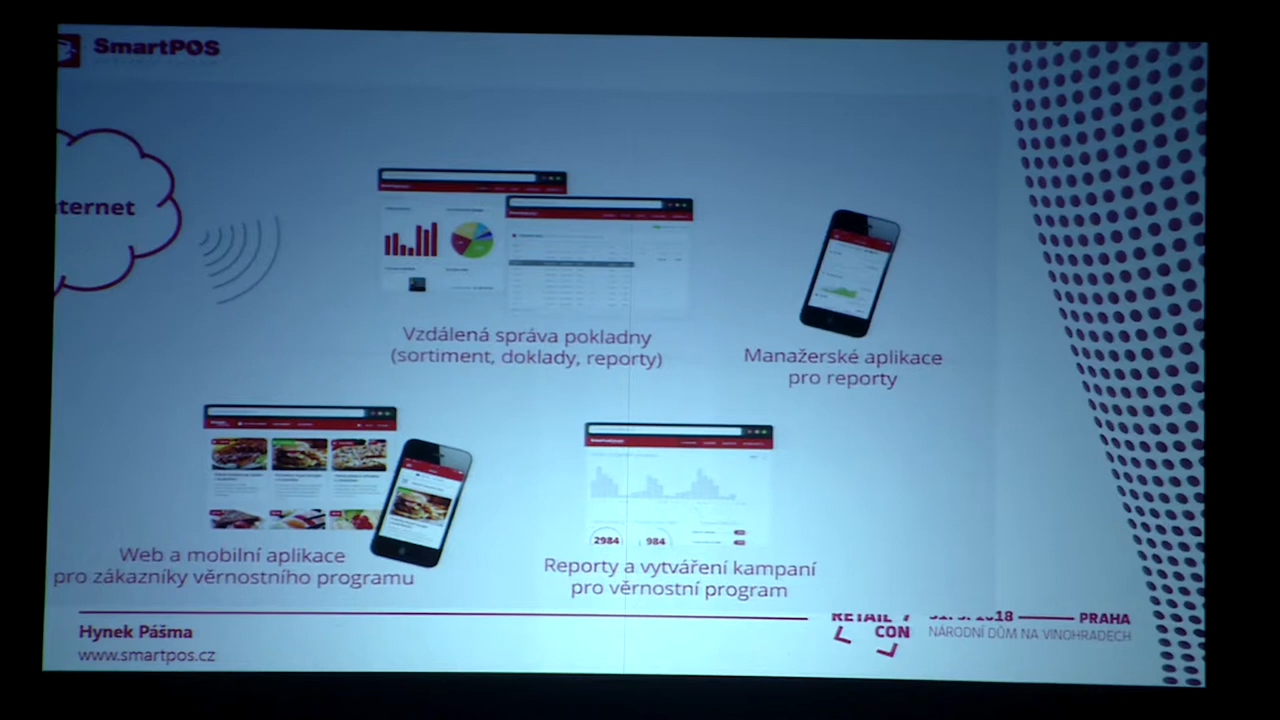 SmartPOS
ternet
Vzdálená správa pokladny
(sortiment, doklady, reporty)
Manažerské aplikace
pro reporty
2984
984
Web a mobilní aplikace
pro zákazníky věrnostního programu
Reporty a vytváření kampaní
pro věrnostní program
Hynek Pášma
www.smartpos.cz
RETAIL
CON
PRAHA
NÁRODNÍ DŮM NA VINOHRADECH